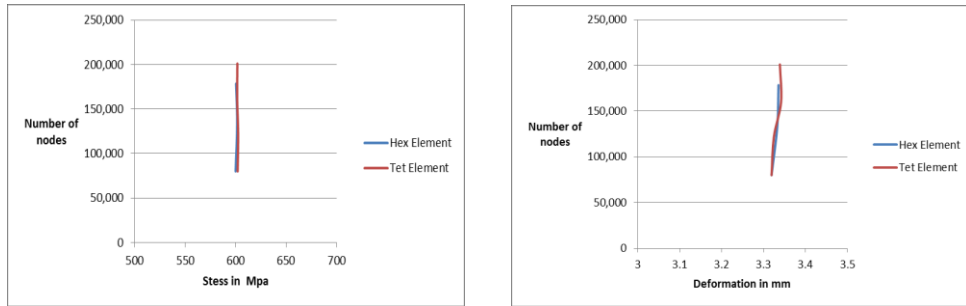 250,000
200,000
150,000
100,000
50,000
0
Number of
nodes
500
550
600
650
700
Stess in Mpa
Hex Element
Tet Element
250,000
200,000
150,000
100,000
50,000
0
Number of
nodes
3
3.1
3.2
3.3
3.4
3.5
Deformation in mm
Hex Element
Tet Element